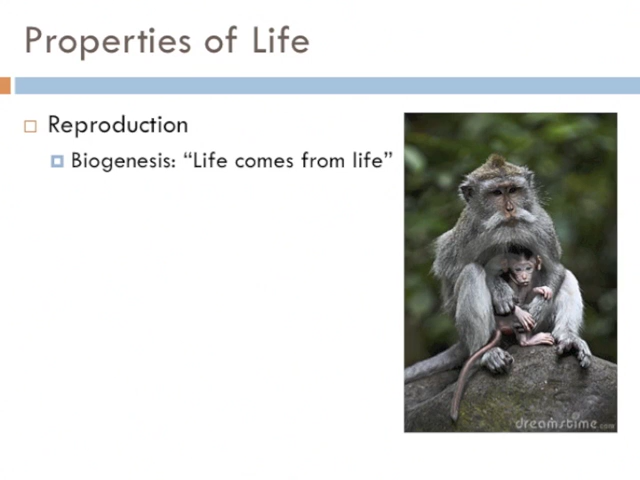 Properties of Life
Reproduction
Biogenesis: “Life comes from life”
dreamstime.com